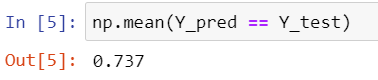 In [5]: np.mean(Y_pred == Y_test)
Out[5]: 0.737